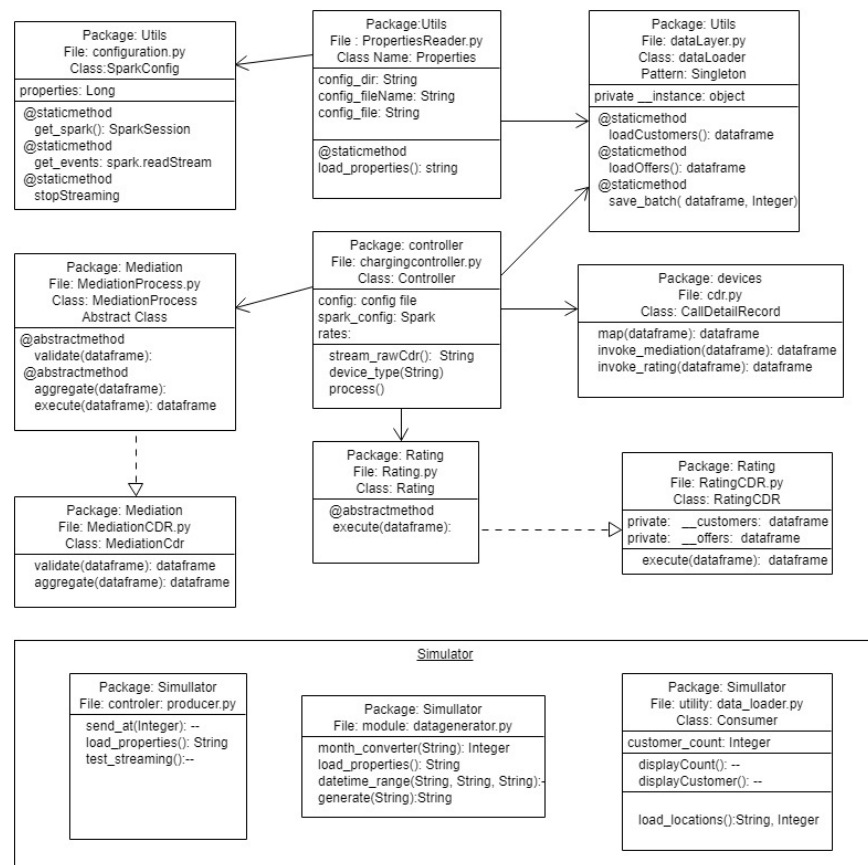 Package: Utils
File: configuration.py
Class:SparkConfig
properties: Long
@staticmethod
get_spark(): SparkSession
@staticmethod
get_events: spark.readStream
@staticmethod
stopStreaming
Package:Utils
File : PropertiesReader.py
Class Name: Properties
config_dir: String
config_fileName: String
config_file: String
@staticmethod
load_properties(): string
Package: Utils
File: dataLayer.py
Class: dataLoader
Pattern: Singleton
private __instance: object
@staticmethod
loadCustomers(): dataframe
@staticmethod
loadOffers(): dataframe
@staticmethod
save_batch( dataframe, Integer)
Package: Mediation
File: MediationProcess.py
Class: MediationProcess
Abstract Class
@abstractmethod
validate(dataframe):
@abstractmethod
aggregate(dataframe):
execute(dataframe): dataframe
Package: controller
File: chargingcontroller.py
Class: Controller
config: config file
spark_config: Spark
rates:
stream_rawCdr(): String
device_type(String)
process()
Package: devices
File: cdr.py
Class: CallDetailRecord
map(dataframe): dataframe
invoke_mediation(dataframe): dataframe
invoke_rating(dataframe): dataframe
Package: Mediation
File: MediationCDR.py
Class: MediationCdr
validate(dataframe): dataframe
aggregate(dataframe): dataframe
Package: Rating
File: Rating.py
Class: Rating
@abstractmethod
execute(dataframe):
Package: Rating
File: RatingCDR.py
Class: RatingCDR
private: __customers: dataframe
private: __offers: dataframe
execute(dataframe): dataframe
Simulator
Package: Simullator
File: controler: producer.py
send_at(Integer): --
load_properties(): String
test_streaming():--
Package: Simullator
File: module: datagenerator.py
month_converter(String): Integer
load_properties(): String
datetime_range(String, String, String):-
generate(String):String
Package: Simullator
File: utility: data_loader.py
Class: Consumer
customer_count: Integer
displayCount(): --
displayCustomer(): --
load_locations():String, Integer